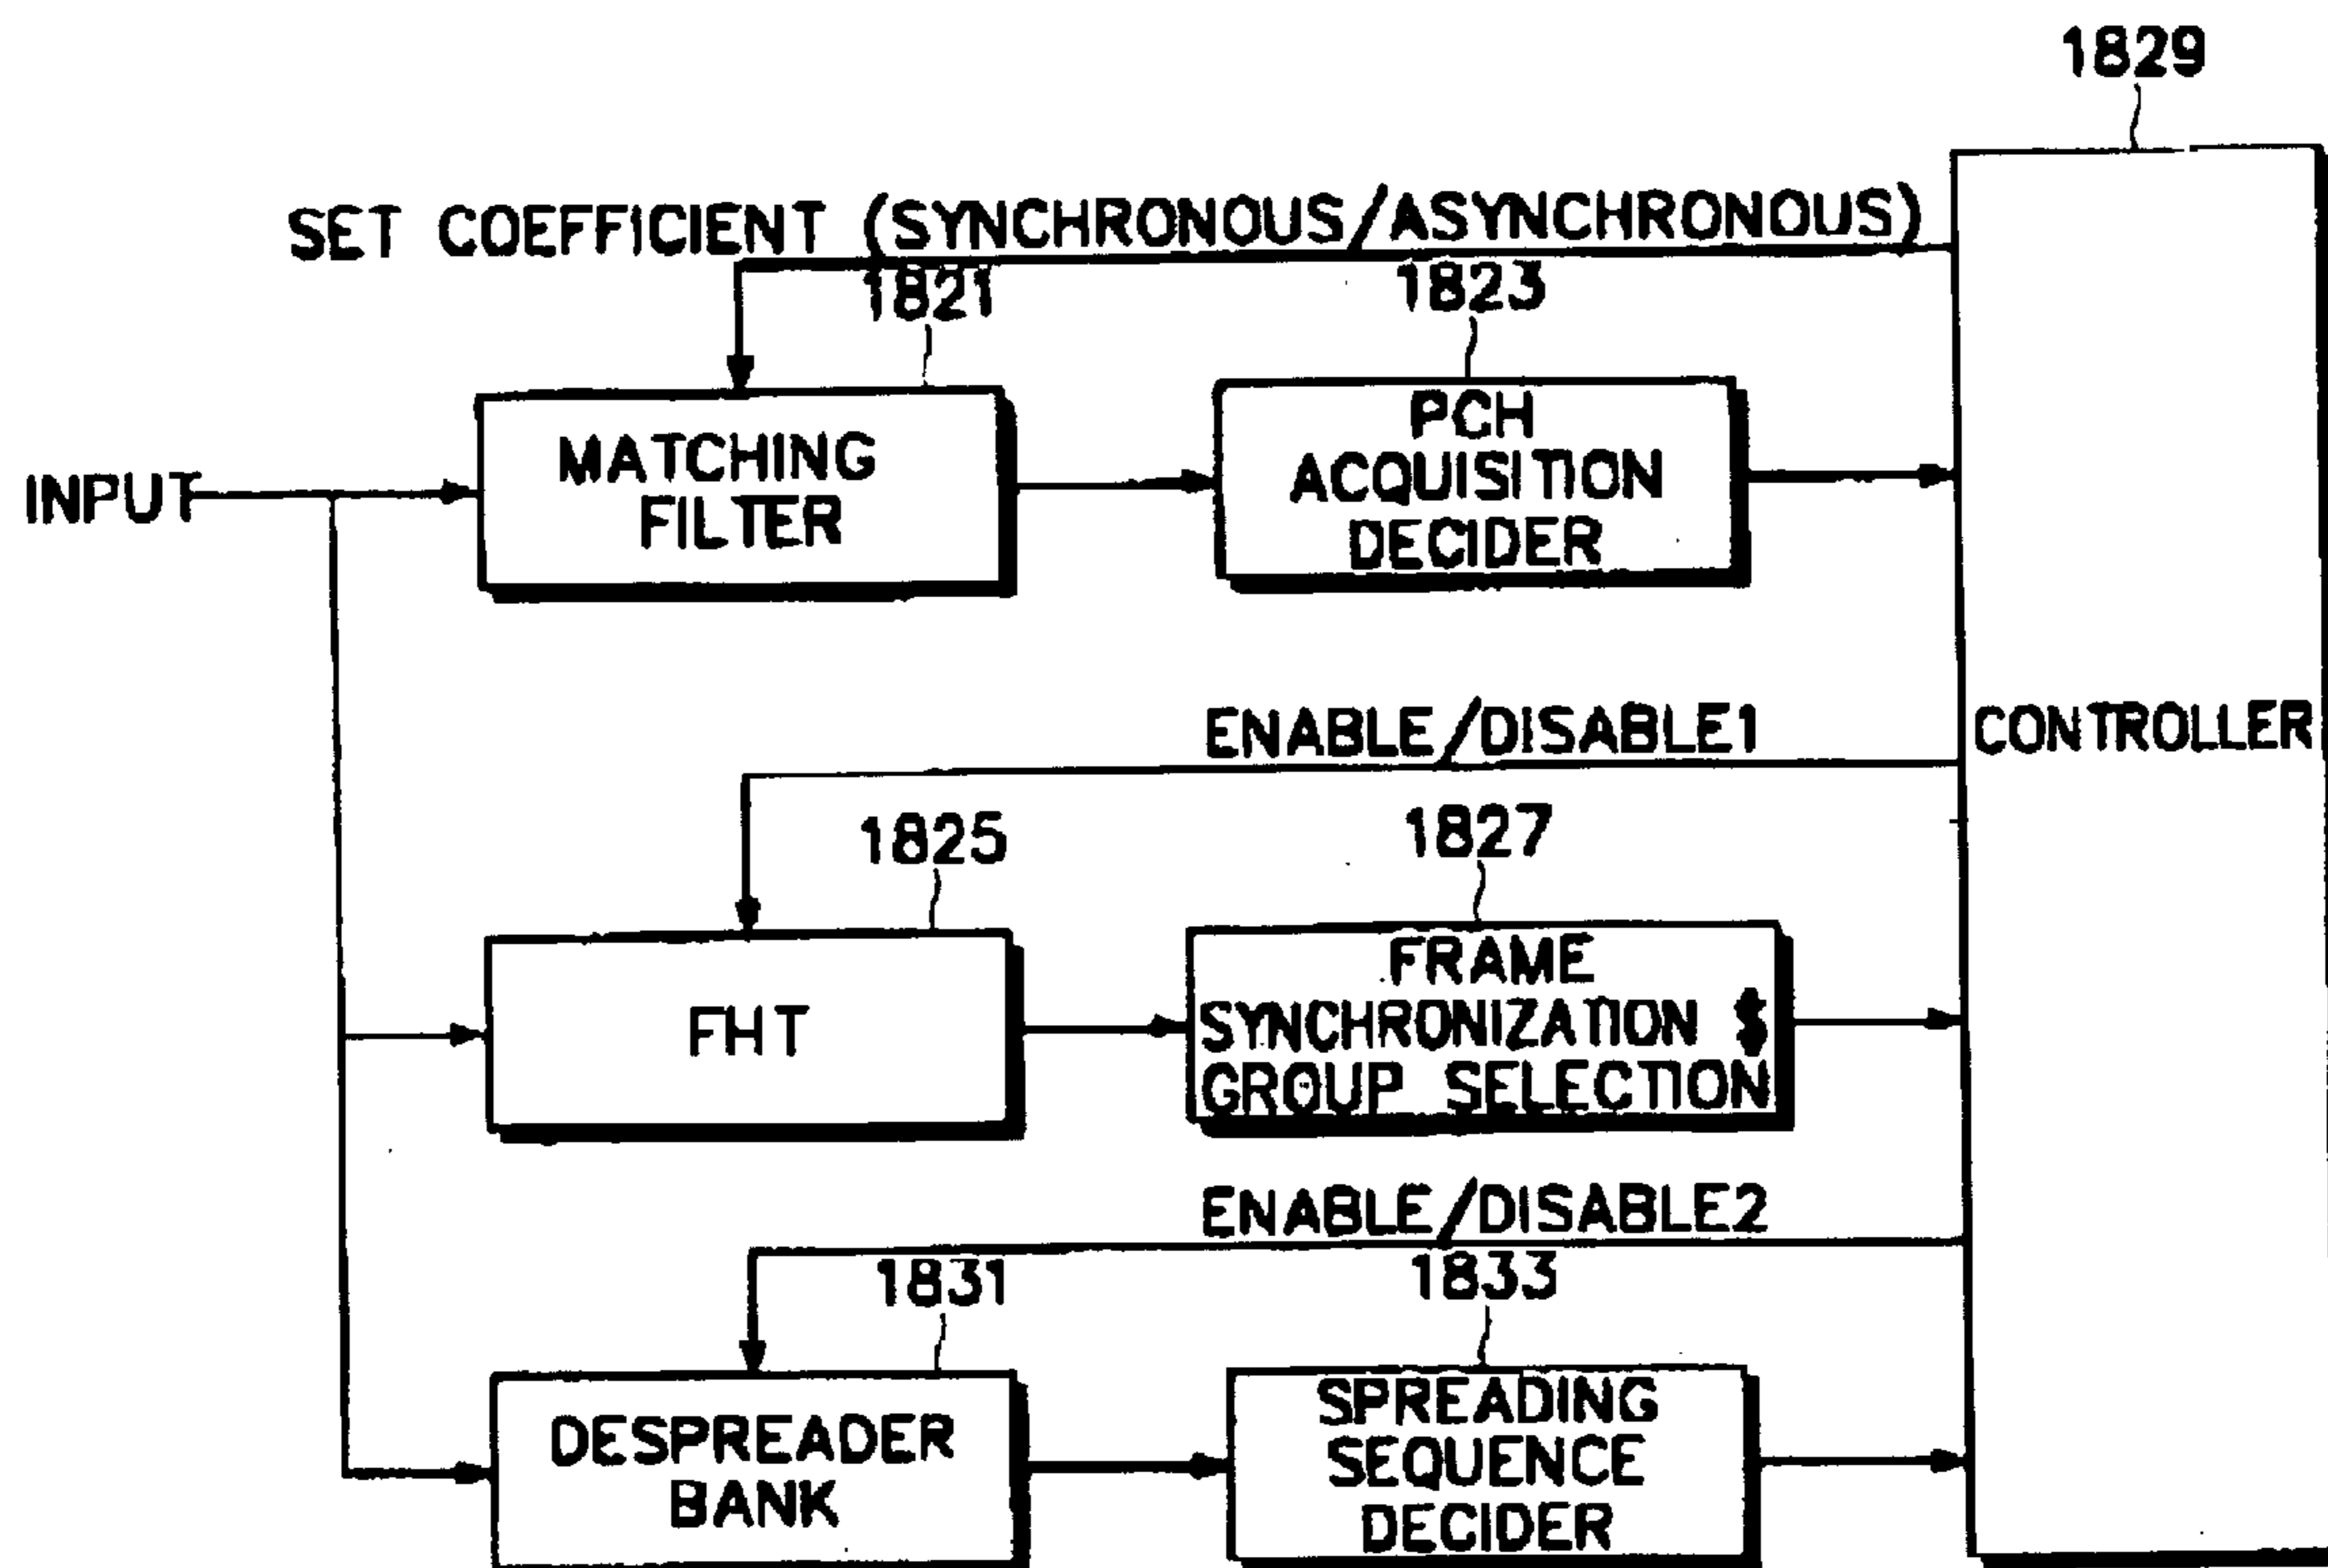 1829
SET COEFFICIENT (SYNCHRONOUS/ASYNCHRONOUS)
1821
1823
INPUT
MATCHING
FILTER
PCH
ACQUISITION
DECIDER
ENABLE/DISABLE1
CONTROLLER
1825
1827
FHT
FRAME
SYNCHRONIZATION $
GROUP SELECTION
ENABLE/DISABLE2
1831
1833
DESPREADER
BANK
SPREADING
SEQUENCE
DECIDER